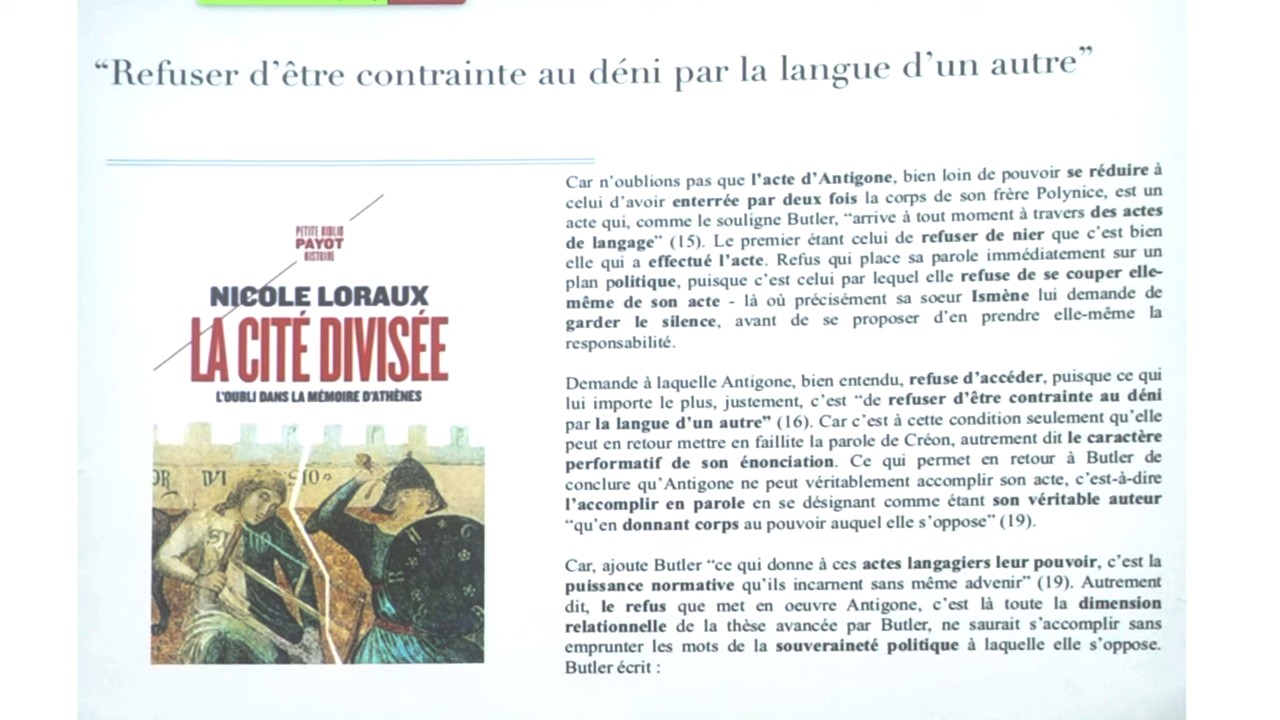 “Refuser d’être contrainte au déni par la langue d’un autre”
PETITE BIBLIO
PAYOT
HISTOIRE
NICOLE LORAUX
LA CITÉ DIVISÉE
L'OUBLI DANS LA MÉMOIRE D'ATHÈNES
Car n’oublions pas que l’acte d’Antigone, bien loin de pouvoir se réduire à
celui d’avoir enterrée par deux fois la corps de son frère Polynice, est un
acte qui, comme le souligne Butler, “arrive à tout moment à travers des actes
de langage” (15). Le premier étant celui de refuser de nier que c’est bien
elle qui a effectué l’acte. Refus qui place sa parole immédiatement sur un
plan politique, puisque c’est celui par lequel elle refuse de se couper elle-
même de son acte - là où précisément sa soeur Ismène lui demande de
garder le silence, avant de se proposer d’en prendre elle-même la
responsabilité.
Demande à laquelle Antigone, bien entendu, refuse d’accéder, puisque ce qui
lui importe le plus, justement, c’est “de refuser d’être contrainte au déni
par la langue d’un autre” (16). Car c’est à cette condition seulement qu’elle
peut en retour mettre en faillite la parole de Créon, autrement dit le caractère
performatif de son énonciation. Ce qui permet en retour à Butler de
conclure qu’Antigone ne peut véritablement accomplir son acte, c’est-à-dire
l’accomplir en parole en se désignant comme étant son véritable auteur
“qu’en donnant corps au pouvoir auquel elle s’oppose” (19).
Car, ajoute Butler “ce qui donne à ces actes langagiers leur pouvoir, c’est la
puissance normative qu’ils incarnent sans même advenir” (19). Autrement
dit, le refus que met en oeuvre Antigone, c’est là toute la dimension
relationnelle de la thèse avancée par Butler, ne saurait s’accomplir sans
emprunter les mots de la souveraineté politique à laquelle elle s’oppose.
Butler écrit :